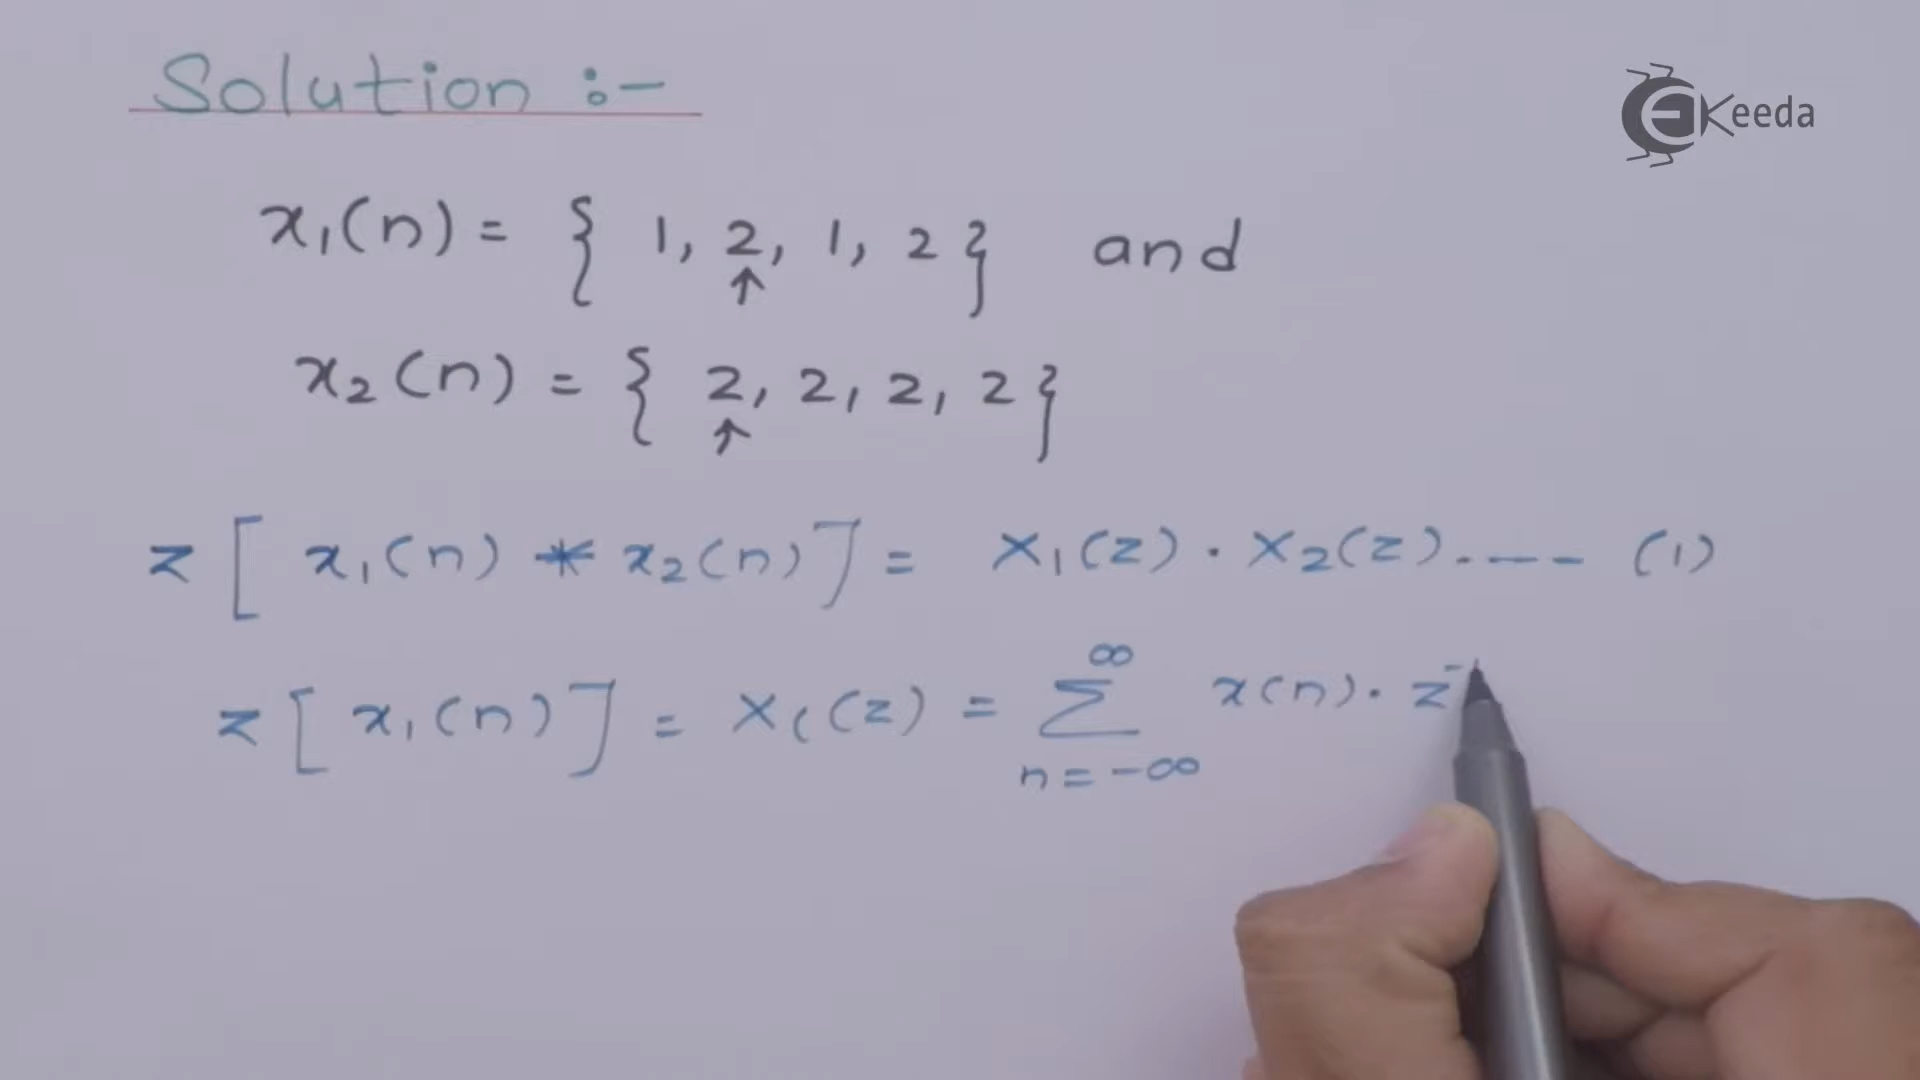 Solution :-
Keeda
x₁(n) = { 1, 2, 1, 2 } and
↑
x₂(n) = { 2, 2, 2, 2 }
↑
z [ x₁(n) * x₂(n) ] = X₁(z) · X₂(z) . --- (1)
z [ x₁(n) ] = X₁(z) = ∞ Σ n = -∞ x(n) · z⁻